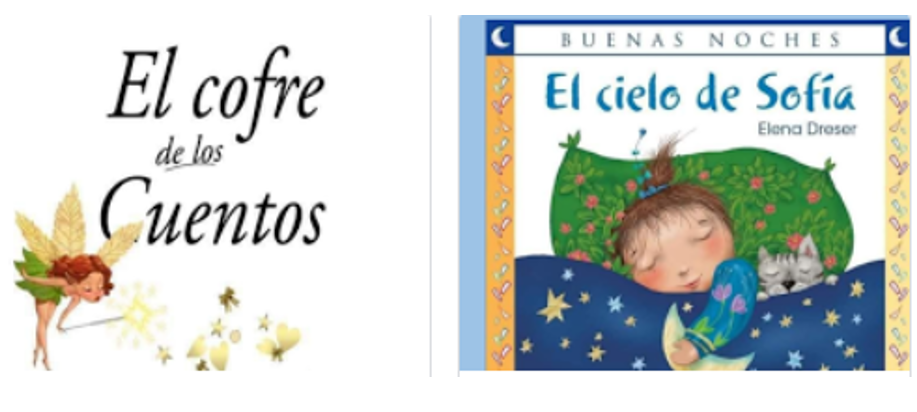 El cofre
de los
Cuentos
BUENAS NOCHES
El cielo de Sofía
Elena Dreser